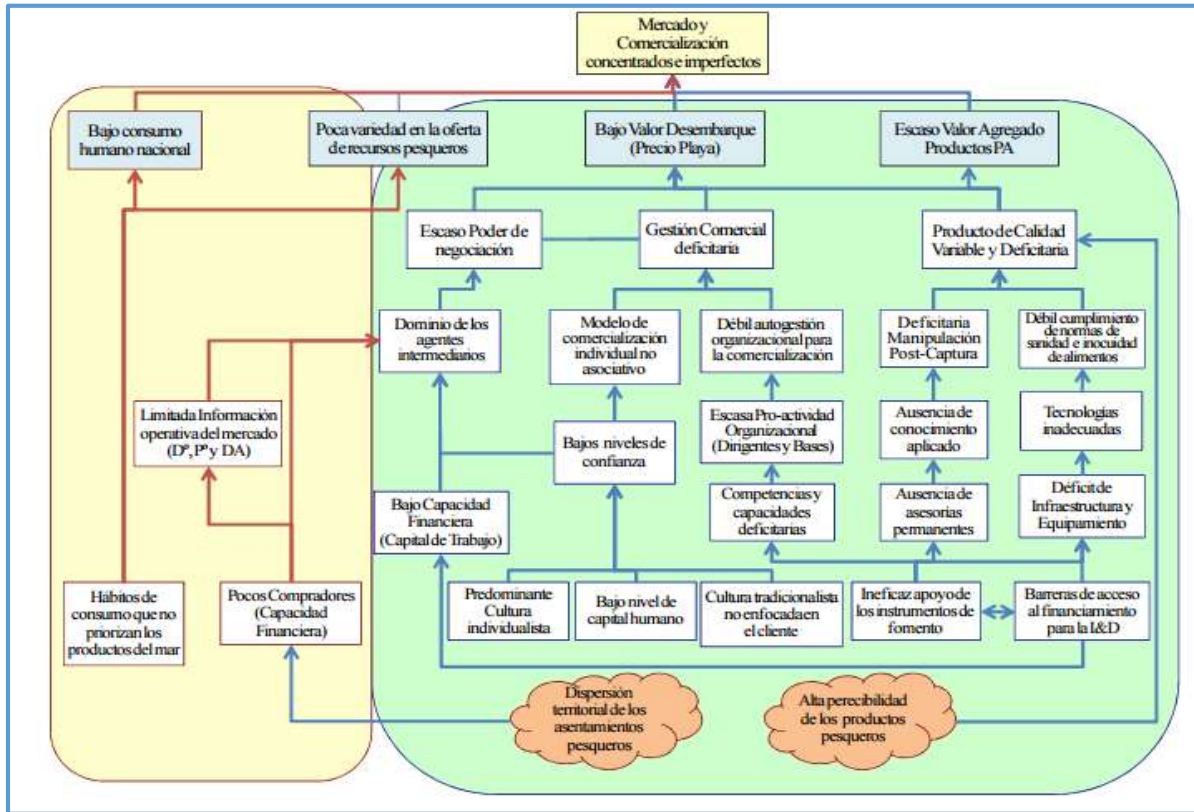 Mercado y
Comercialización
concentrados e imperfectos
Bajo consumo
humano nacional
Poca variedad en la oferta
de recursos pesqueros
Bajo Valor Desembarque
(Precio Playa)
Escaso Valor Agregado
Productos PA
Escaso Poder de
negociación
Gestión Comercial
deficitaria
Producto de Calidad
Variable y Deficitaria
Dominio de los
agentes
intermediarios
Modelo de
comercialización
individual no
asociativo
Débil autogestión
organizacional para
la comercialización
Deficitaria
Manipulación
Post-Captura
Débil cumplimiento
de normas de
sanidad e inocuidad
de alimentos
Limitada Información
operativa del mercado
(Dº, Pº y DA)
Bajos niveles de
confianza
Escasa Pro-actividad
Organizacional
(Dirigentes y Bases)
Ausencia de
conocimiento
aplicado
Tecnologías
inadecuadas
Bajo Capacidad
Financiera
(Capital de Trabajo)
Competencias y
capacidades
deficitarias
Ausencia de
asesorías
permanentes
Déficit de
Infraestructura y
Equipamiento
Hábitos de
consumo que no
priorizan los
productos del mar
Pocos Compradores
(Capacidad
Financiera)
Predominante
Cultura
individualista
Bajo nivel de
capital humano
Cultura tradicionalista
no enfocada en
el cliente
Ineficaz apoyo de
los instrumentos de
fomento
Barreras de acceso
al financiamiento
para la I&D
Dispersión
territorial de los
asentamientos
pesqueros
Alta perecibilidad
de los productos
pesqueros